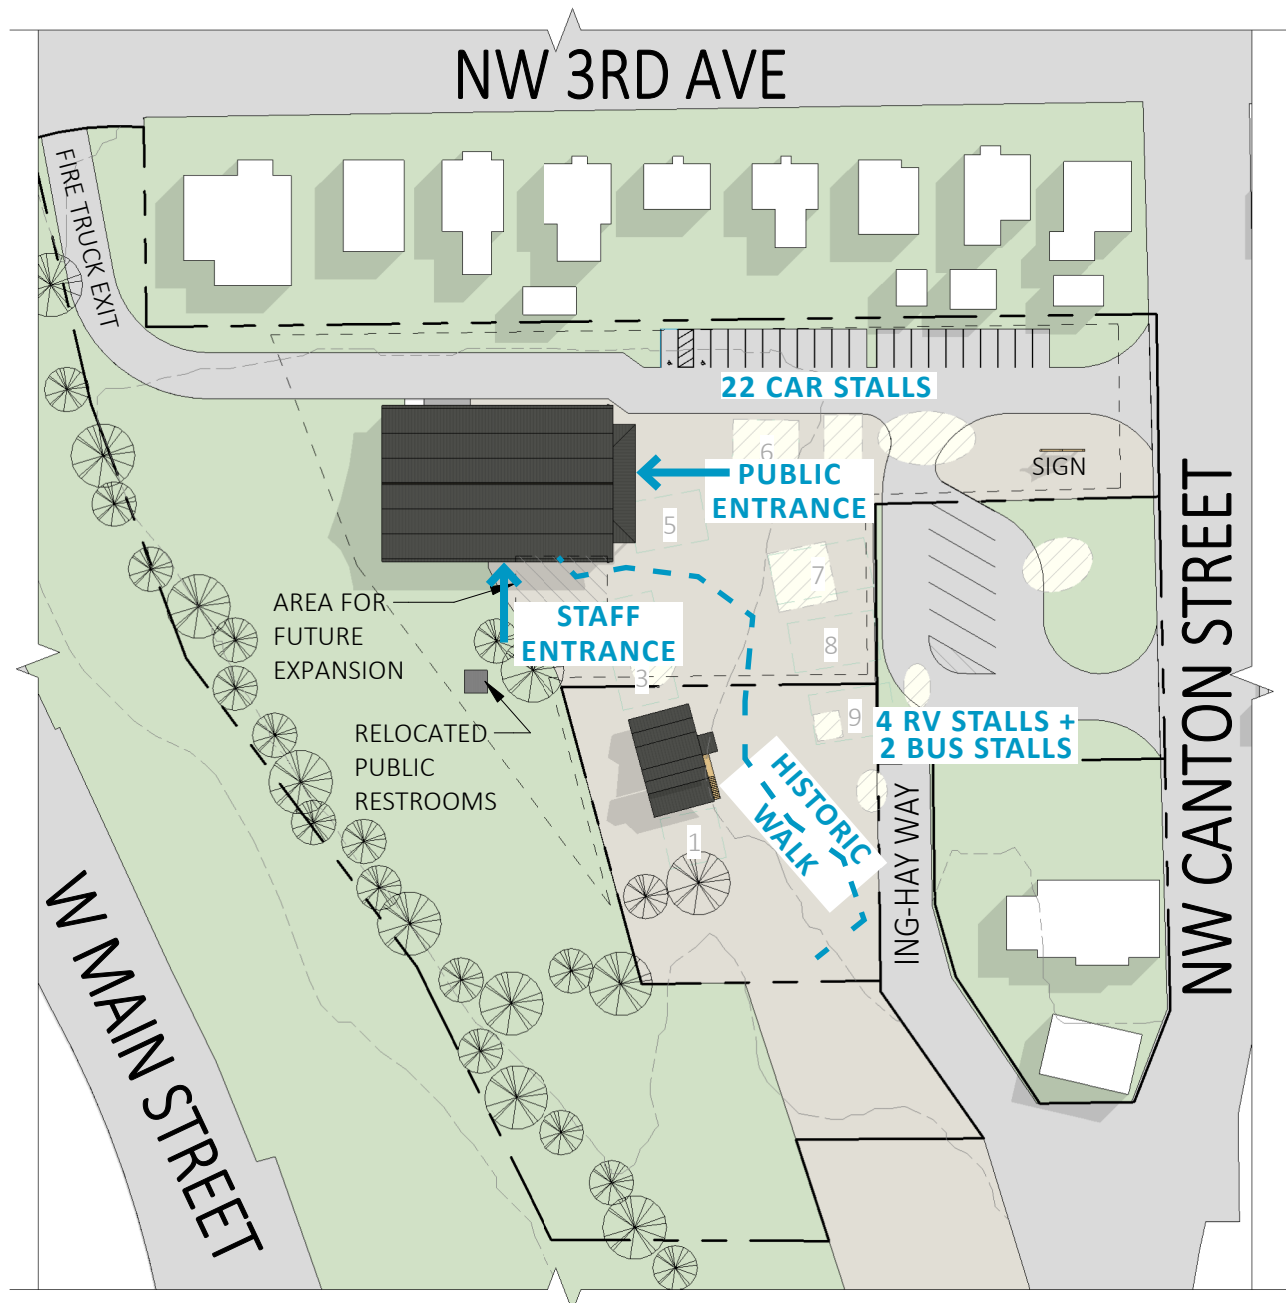 NW 3RD AVE
FIRE TRUCK EXIT
22 CAR STALLS
6
SIGN
PUBLIC
ENTRANCE
5
7
AREA FOR
FUTURE
EXPANSION
STAFF
ENTRANCE
8
3
RELOCATED
PUBLIC
RESTROOMS
9
4 RV STALLS +
2 BUS STALLS
HISTORIC
WALK
1
ING-HAY WAY
NW CANTON STREET
W MAIN STREET